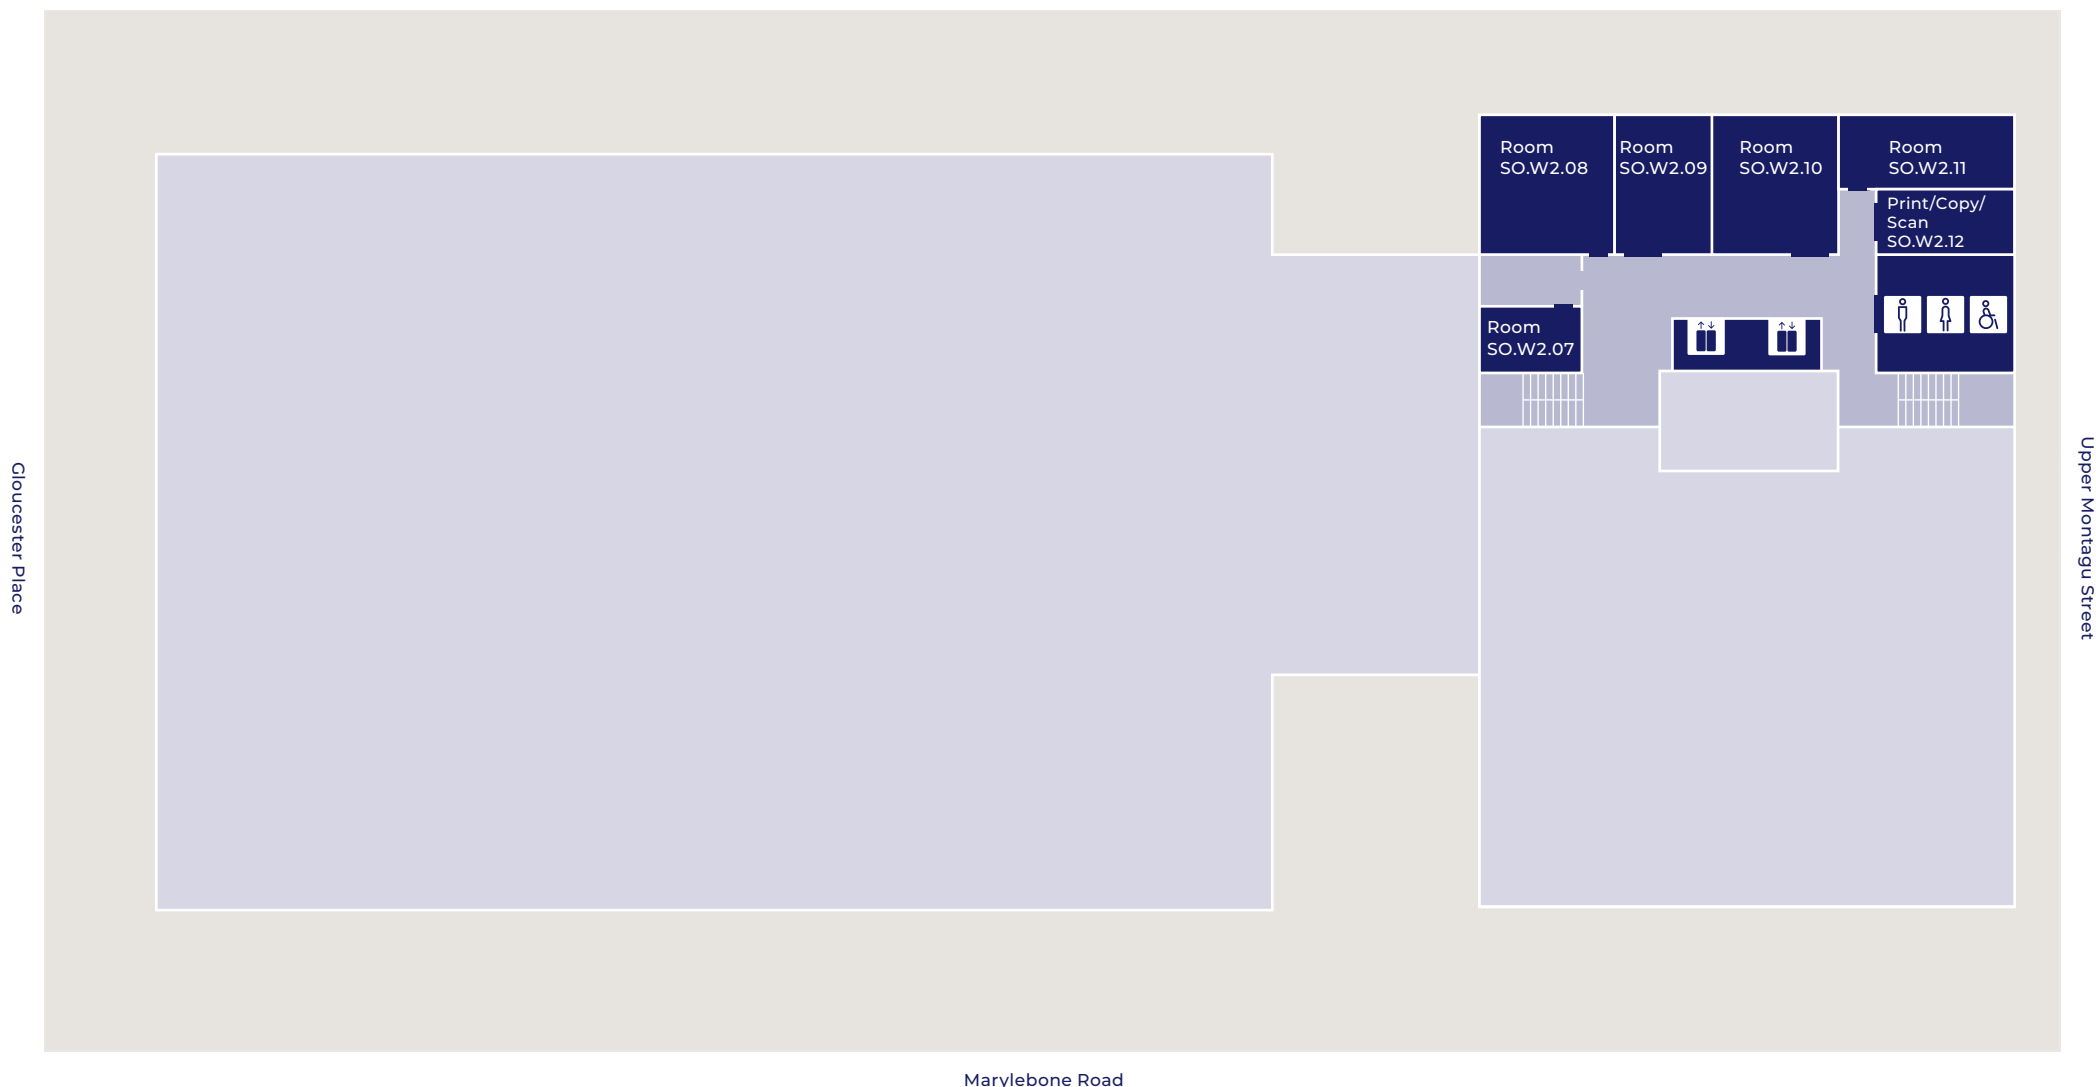 Room
SO.W2.08
Room
SO.W2.09
Room
SO.W2.10
Room
SO.W2.11
Print/Copy/
Scan
SO.W2.12
Room
SO.W2.07
Gloucester Place
Upper Montagu Street
Marylebone Road